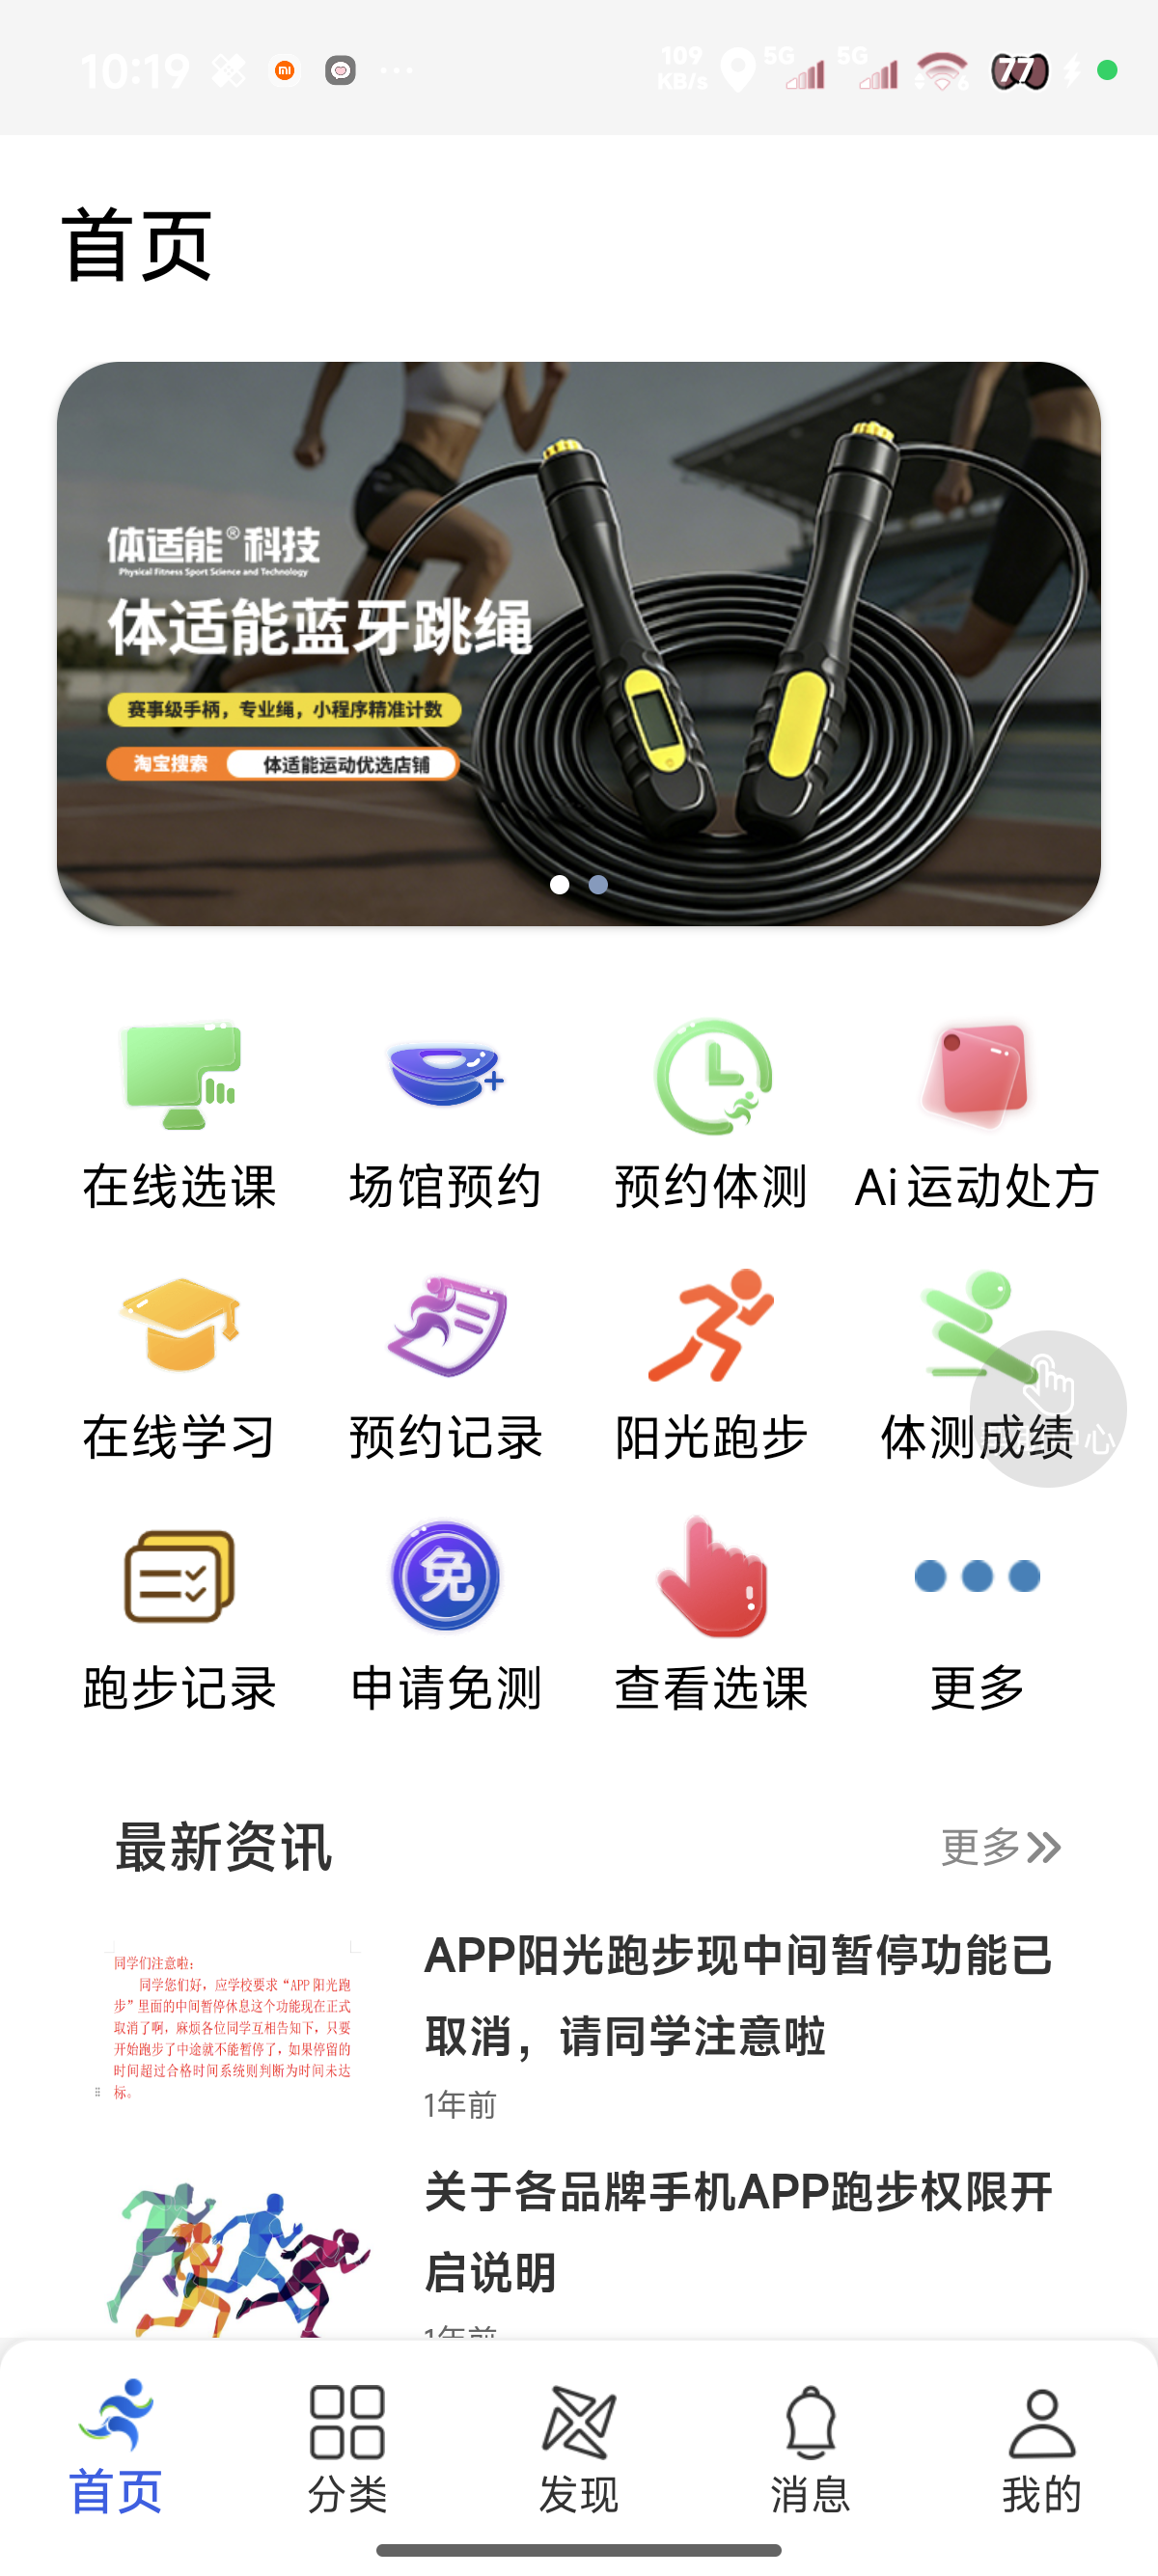 10:19
109
KB/s
5G
5G
6
77
首页
体适能®科技
Physical Fitness Sport Science and Technology
体适能蓝牙跳绳
赛事级手柄，专业绳，小程序精准计数
淘宝搜索 体适能运动优选店铺
在线选课 场馆预约 预约体测 Ai运动处方
在线学习 预约记录 阳光跑步 体测成绩
中心
免
跑步记录 申请免测 查看选课 更多
最新资讯 更多
同学们注意啦：
同学您们好，应学校要求“APP 阳光跑
步”里面的中间暂停休息这个功能现在正式
取消了啊，麻烦各位同学互相告知下，只要
开始跑步了中途就不能暂停了，如果停留的
时间超过合格时间系统则判断为时间未达
标。
APP阳光跑步现中间暂停功能已
取消，请同学注意啦
1年前
关于各品牌手机APP跑步权限开
启说明
1年前
首页 分类 发现 消息 我的